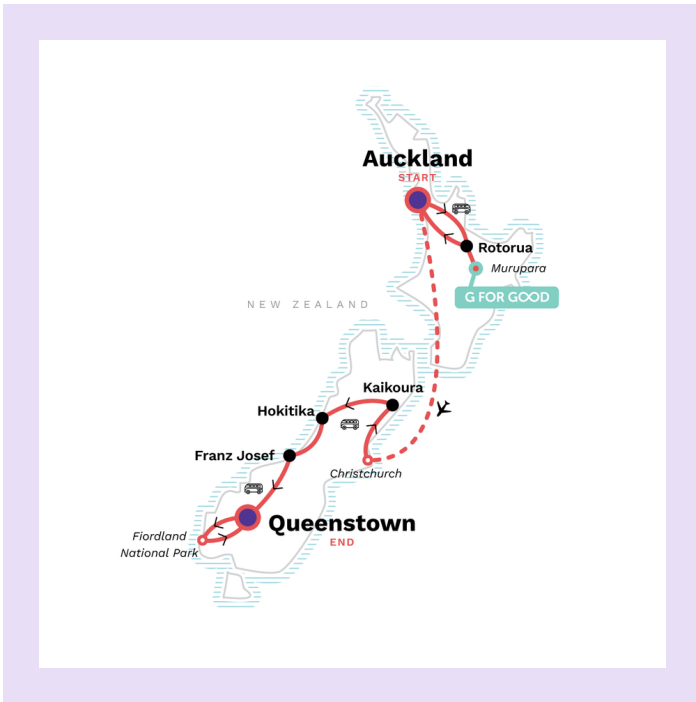 Auckland
START
Rotorua
Murupara
G FOR GOOD
NEW ZEALAND
Kaikoura
Hokitika
Franz Josef
Christchurch
Queenstown
END
Fiordland
National Park